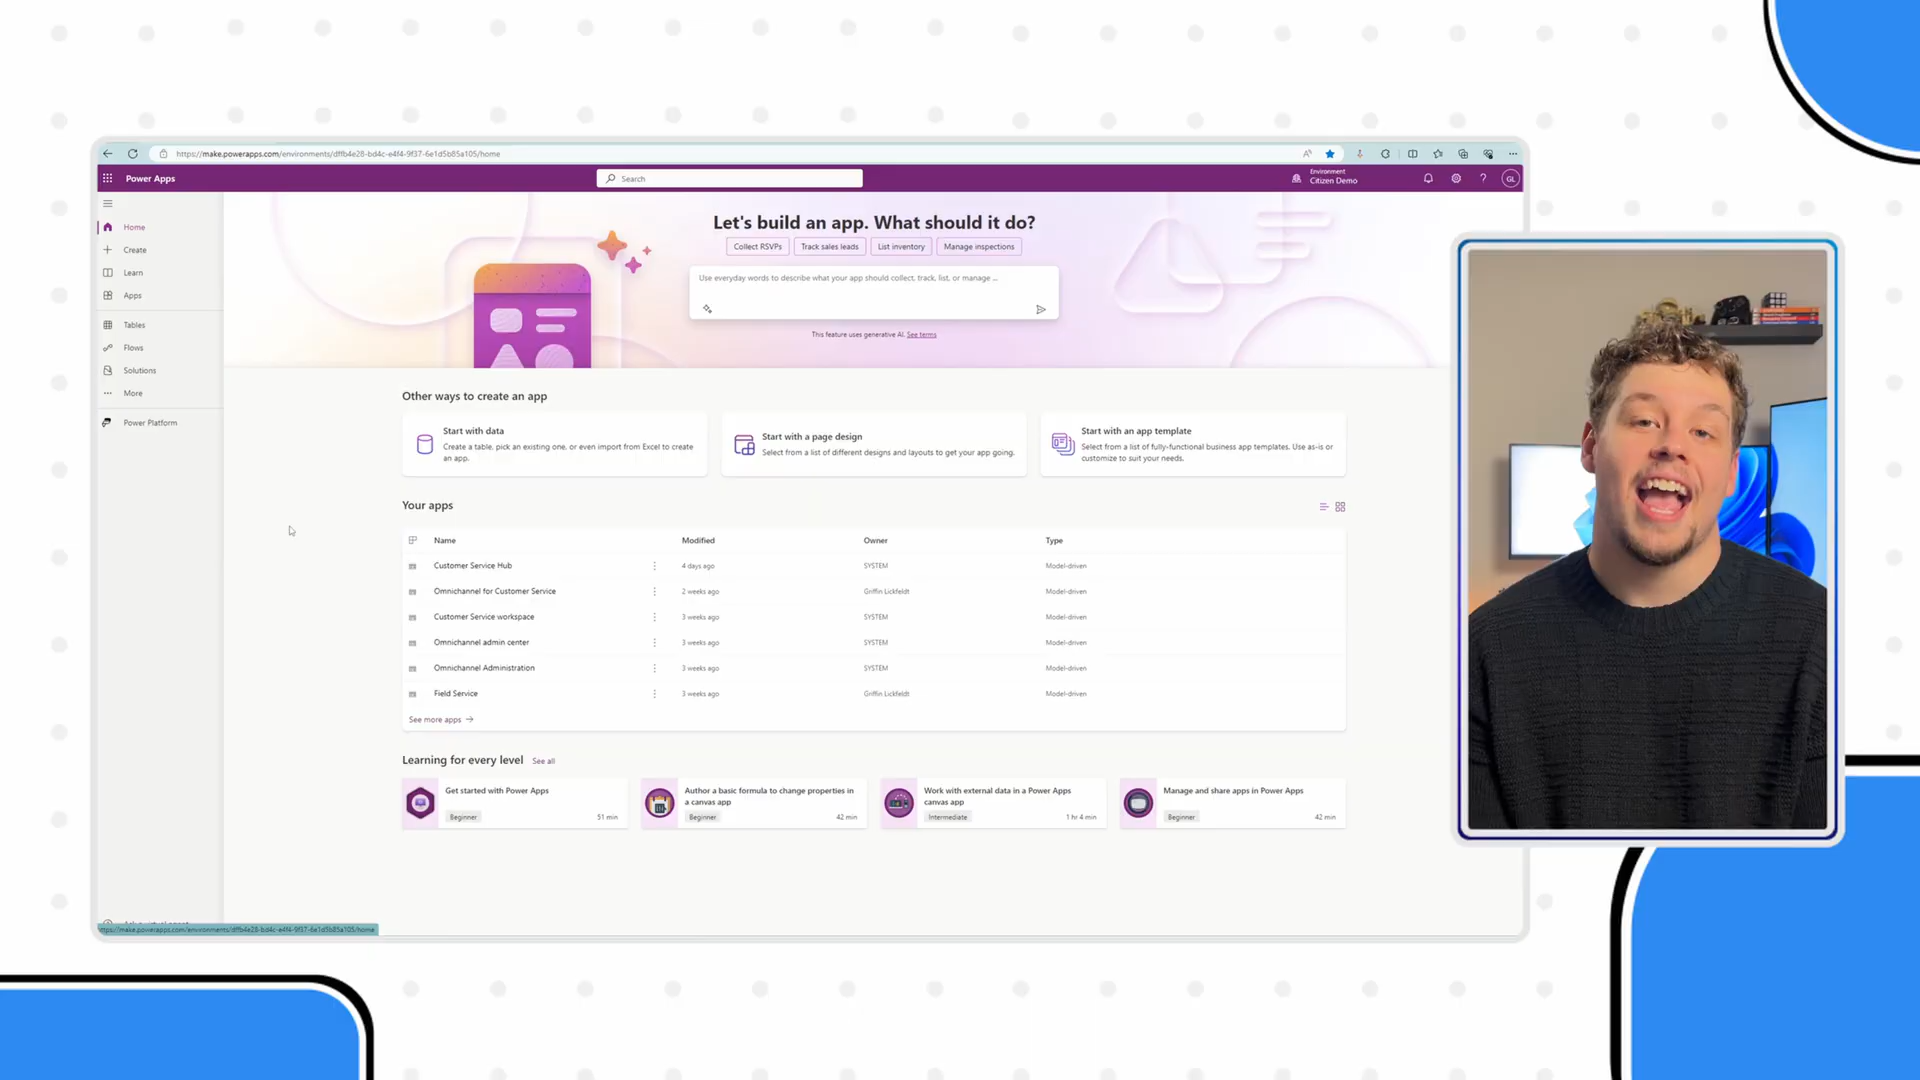 https://make.powerapps.com/environments/dffb4e28-bd4c-e4f4-9f37-6e1d5b85a105/home
Power Apps
Search
Environment
Citizen Demo
GL
Home
Create
Learn
Apps
Tables
Flows
Solutions
More
Power Platform
Let's build an app. What should it do?
Collect RSVPs
Track sales leads
List inventory
Manage inspections
Use everyday words to describe what your app should collect, track, list, or manage ...
This feature uses generative AI. See terms
Other ways to create an app
Start with data
Create a table, pick an existing one, or even import from Excel to create
an app.
Start with a page design
Select from a list of different designs and layouts to get your app going.
Start with an app template
Select from a list of fully-functional business app templates. Use as-is or
customize to suit your needs.
Your apps
Name Modified Owner Type
Customer Service Hub 4 days ago SYSTEM Model-driven
Omnichannel for Customer Service 2 weeks ago Griffin Lickfeldt Model-driven
Customer Service workspace 3 weeks ago SYSTEM Model-driven
Omnichannel admin center 3 weeks ago SYSTEM Model-driven
Omnichannel Administration 3 weeks ago SYSTEM Model-driven
Field Service 3 weeks ago Griffin Lickfeldt Model-driven
See more apps
Learning for every level See all
Get started with Power Apps
Beginner 51 min
Author a basic formula to change properties in
a canvas app
Beginner 42 min
Work with external data in a Power Apps
canvas app
Intermediate 1 hr 4 min
Manage and share apps in Power Apps
Beginner 42 min
https://make.powerapps.com/environments/dffb4e28-bd4c-e4f4-9f37-6e1d5b85a105/home